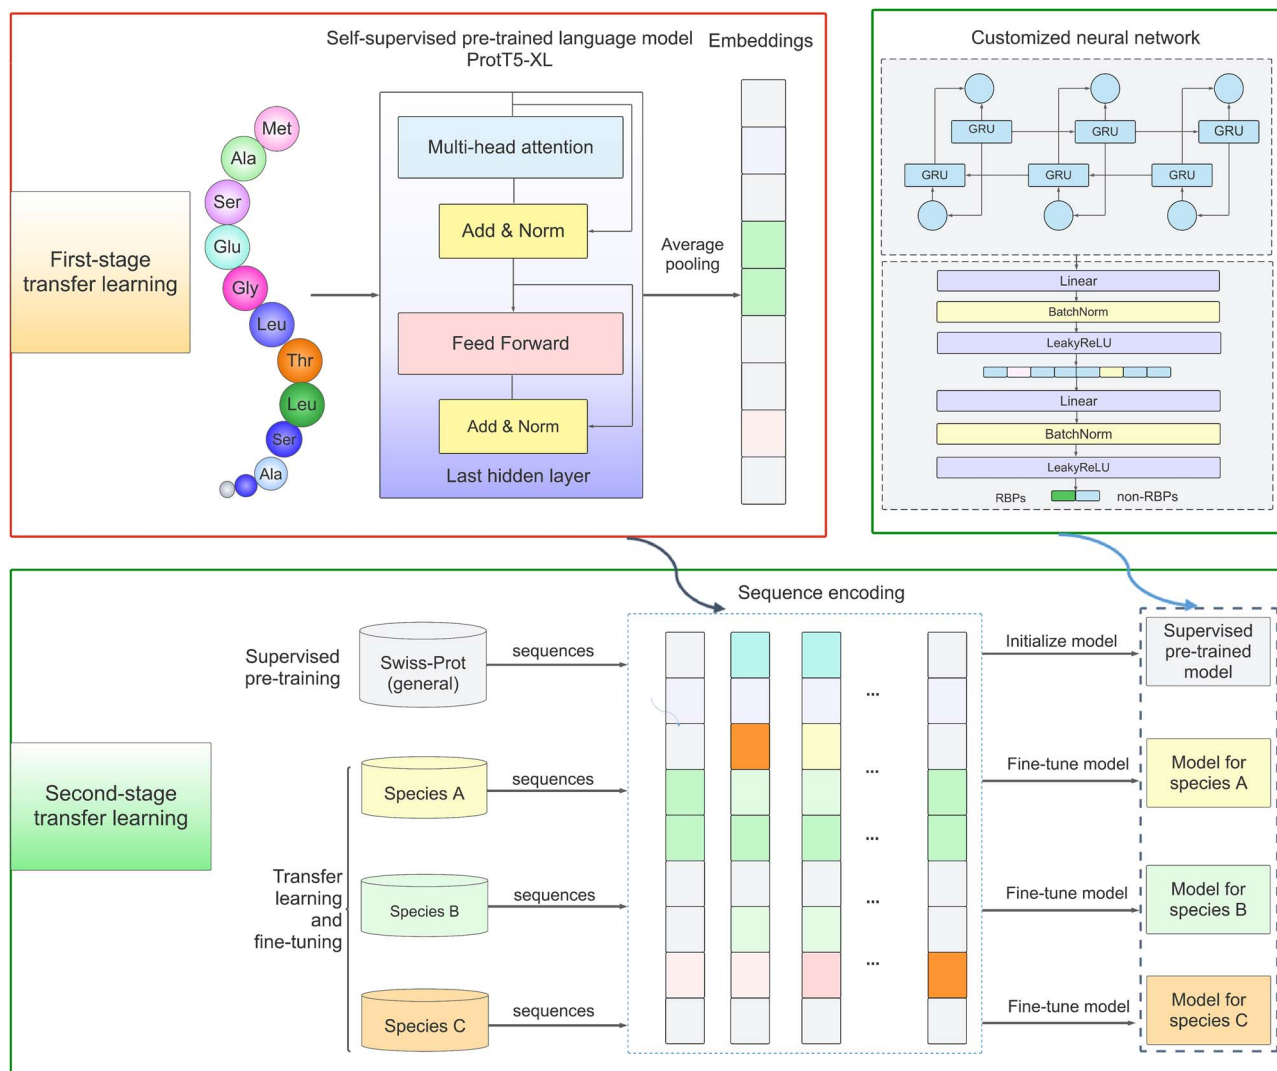 Self-supervised pre-trained language model
ProtT5-XL
Embeddings
Met
Ala
Ser
Glu
Gly
Leu
Thr
Leu
Ser
Ala
First-stage
transfer learning
Multi-head attention
Add & Norm
Feed Forward
Add & Norm
Last hidden layer
Average
pooling
Customized neural network
GRU
GRU
GRU
GRU
GRU
GRU
Linear
BatchNorm
LeakyReLU
Linear
BatchNorm
LeakyReLU
RBPs
non-RBPs
Second-stage
transfer learning
Supervised
pre-training
Transfer
learning
and
fine-tuning
Swiss-Prot
(general)
Species A
Species B
Species C
sequences
sequences
sequences
sequences
Sequence encoding
...
...
...
...
...
Initialize model
Fine-tune model
Fine-tune model
Fine-tune model
Supervised
pre-trained
model
Model for
species A
Model for
species B
Model for
species C